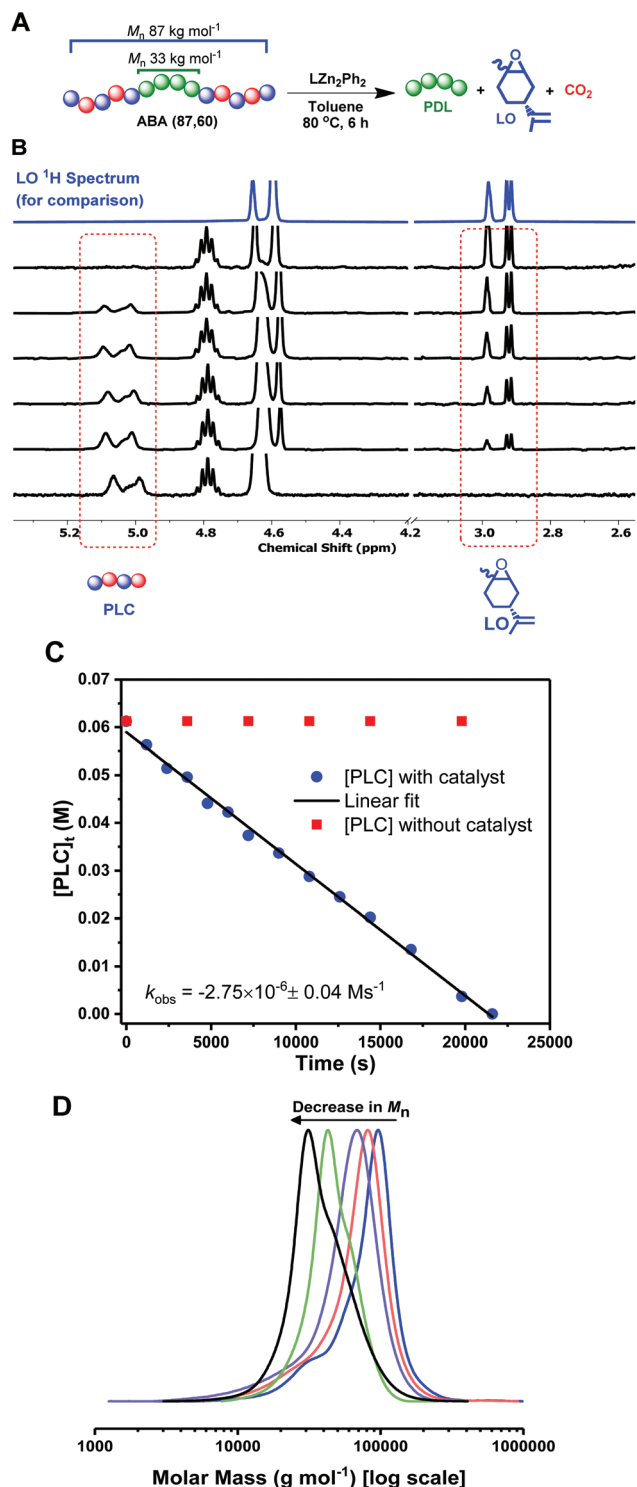 A
Mn 87 kg mol-1
Mn 33 kg mol-1
ABA (87,60)
LZn2Ph2
Toluene
80 °C, 6 h
PDL
+
O
LO
+
CO2
B
LO 1H Spectrum
(for comparison)
5.2 5.0 4.8 4.6 4.4 4.2 3.0 2.8 2.6
Chemical Shift (ppm)
PLC
O
LO
C
0.07
0.06
0.05
0.04
0.03
0.02
0.01
0.00
[PLC]t (M)
[PLC] with catalyst
Linear fit
[PLC] without catalyst
kobs = -2.75×10-6± 0.04 Ms-1
0 5000 10000 15000 20000 25000
Time (s)
D
Decrease in Mn
1000 10000 100000 1000000
Molar Mass (g mol-1) [log scale]